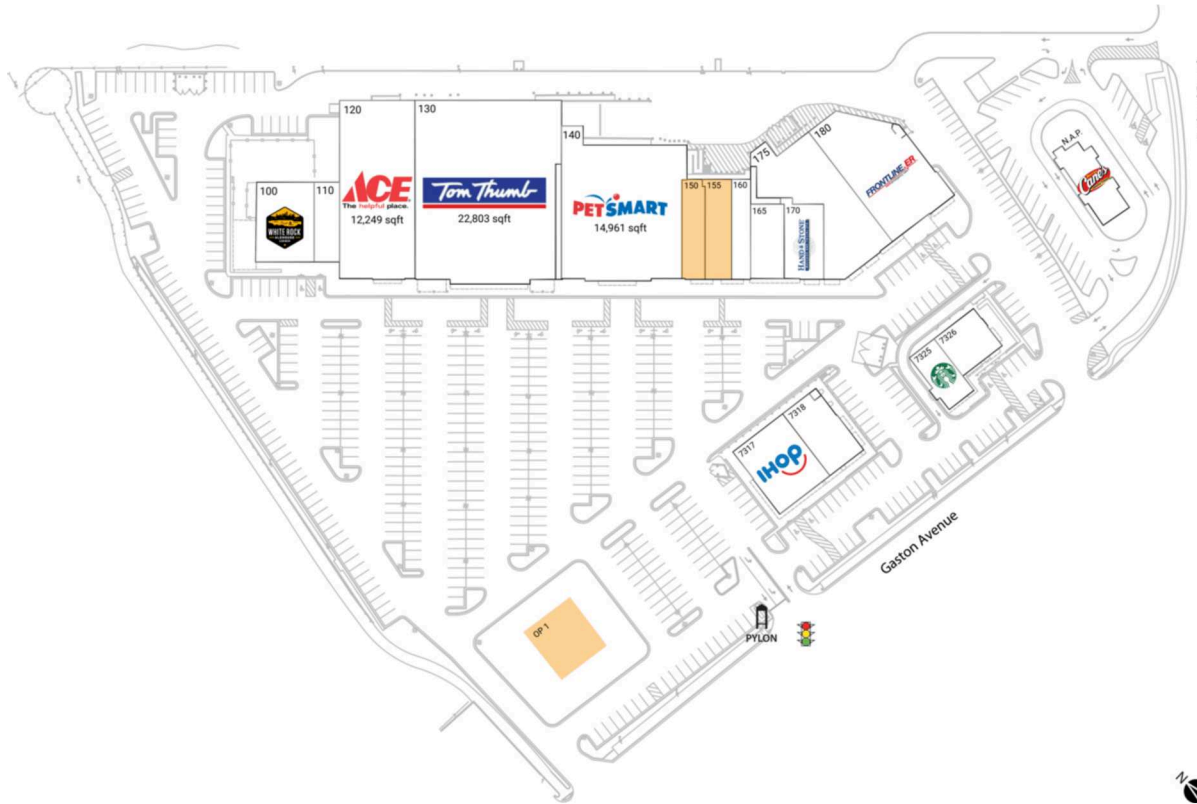 120
130
140
175
180
N.A.P.
Cane's
100
110
ACE
The helpful place.
12,249 sqft
Tom Thumb
22,803 sqft
PETSMART
14,961 sqft
150
155
160
165
170
HAND & STONE
FRONTLINE ER
WHITE ROCK
7325
7326
7317
7318
IHOP
Gaston Avenue
OP 1
PYLON
N